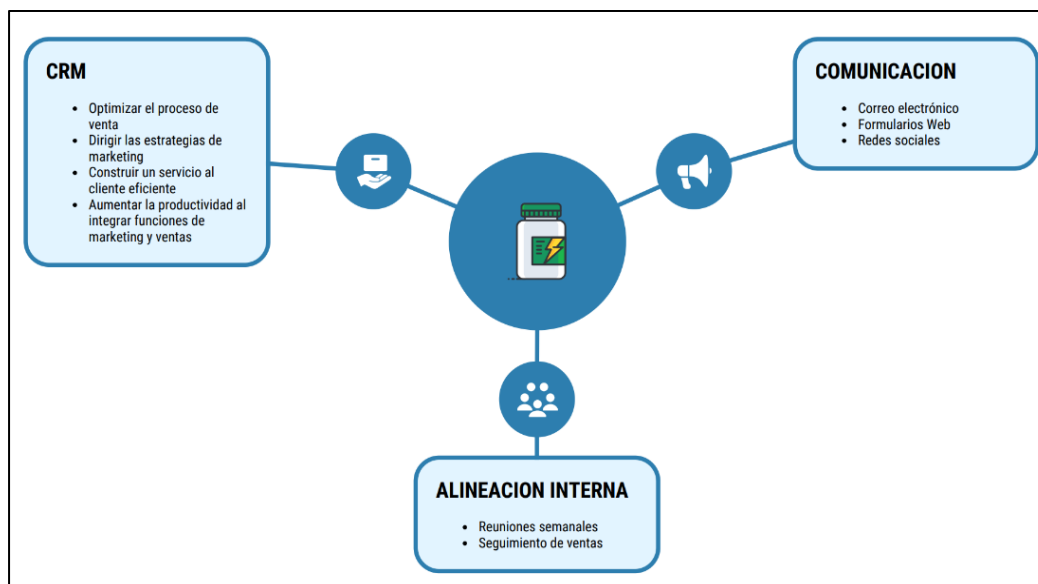 CRM
• Optimizar el proceso de
venta
• Dirigir las estrategias de
marketing
• Construir un servicio al
cliente eficiente
• Aumentar la productividad al
integrar funciones de
marketing y ventas
COMUNICACION
• Correo electrónico
• Formularios Web
• Redes sociales
ALINEACION INTERNA
• Reuniones semanales
• Seguimiento de ventas